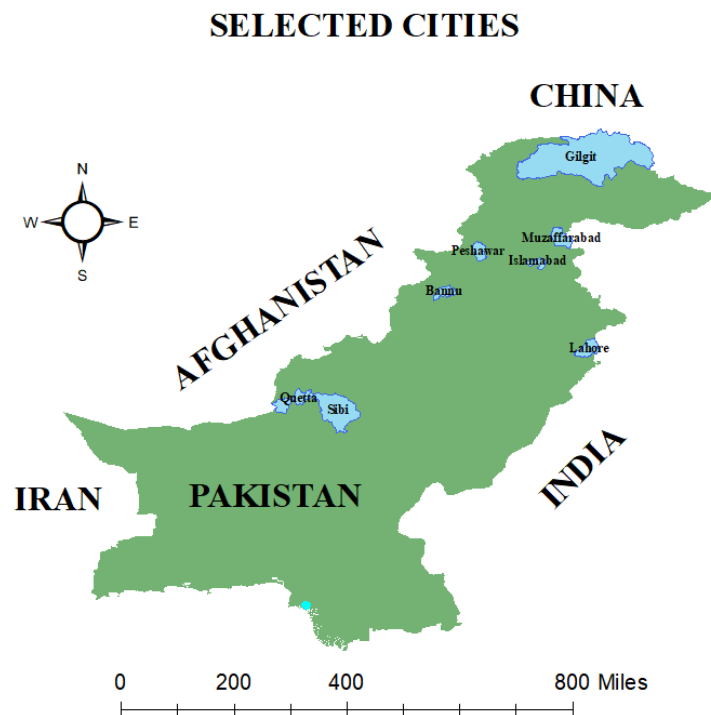 SELECTED CITIES
CHINA
Gilgit
N
W E
S
Muzaffarabad
Peshawar
Islamabad
AFGHANISTAN
Bannu
Lahore
Quetta
Sibi
INDIA
IRAN
PAKISTAN
0 200 400 800 Miles